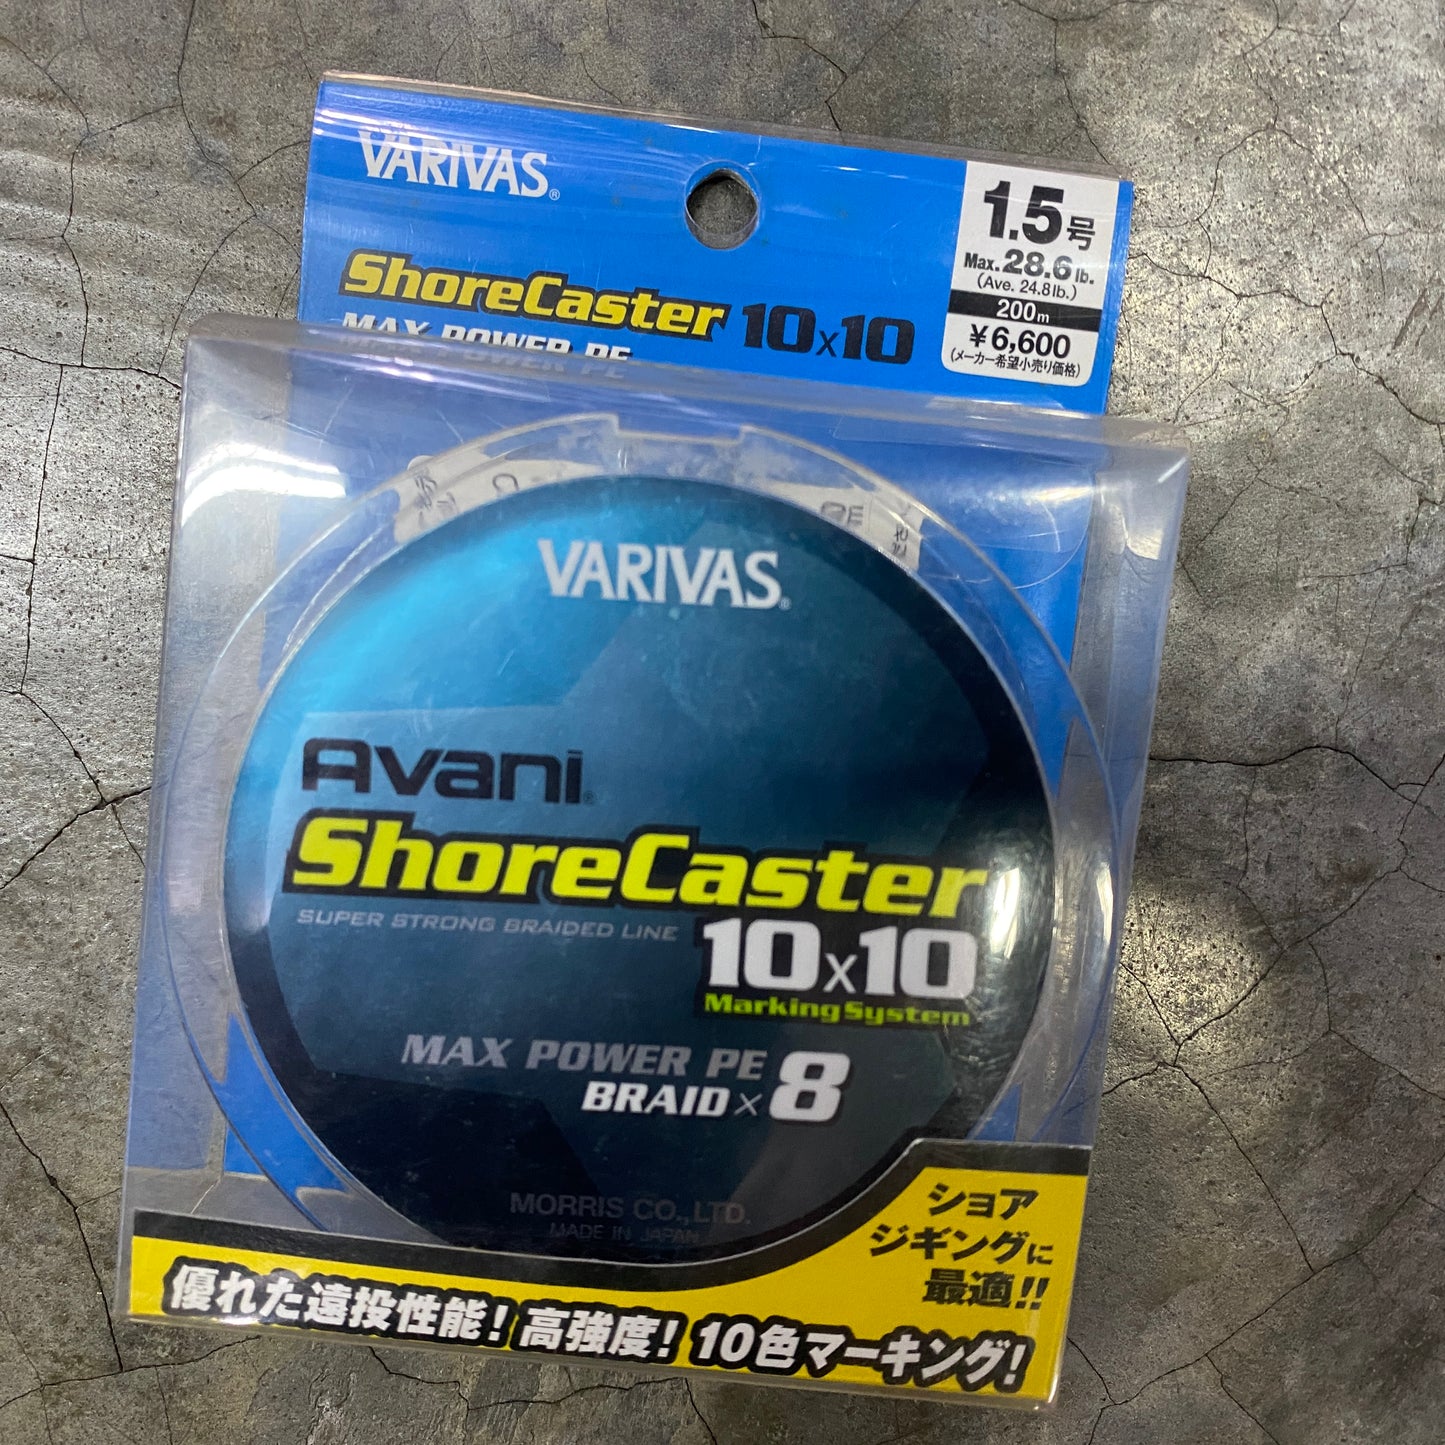 VARIVAS®
ShoreCaster 10x10
MAX POWER PE
1.5号
Max.28.6lb.
(Ave. 24.8lb.)
200m
¥6,600
(メーカー希望小売り価格)
VARIVAS®
Avani®
ShoreCaster
SUPER STRONG BRAIDED LINE
10x10
Marking System
MAX POWER PE
BRAID×8
MORRIS CO.,LTD.
MADE IN JAPAN
ショア
ジギングに
最適!!
優れた遠投性能! 高強度! 10色マーキング!